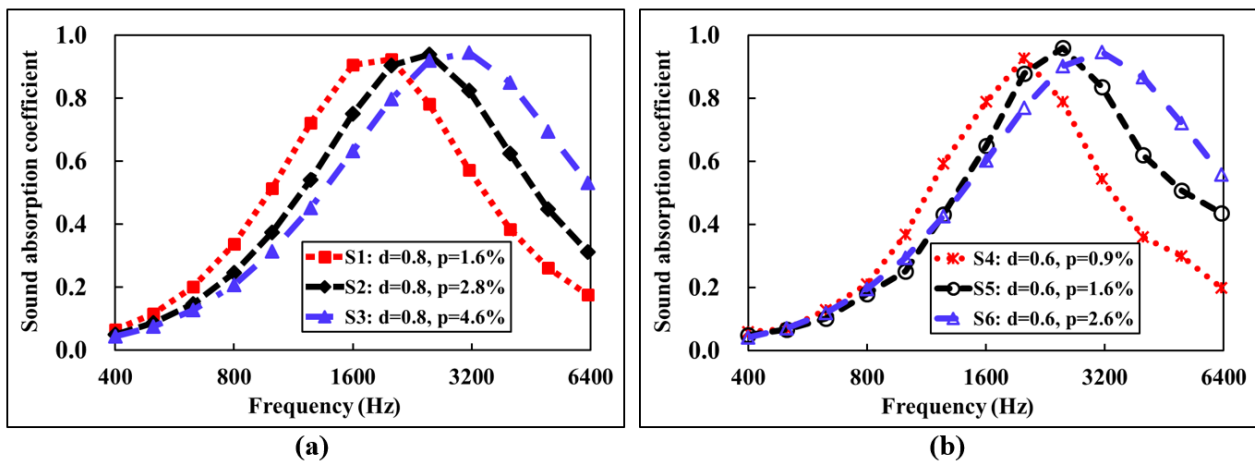 Sound absorption coefficient
1.0
0.8
0.6
0.4
0.2
0.0
S1: d=0.8, p=1.6%
S2: d=0.8, p=2.8%
S3: d=0.8, p=4.6%
400 800 1600 3200 6400
Frequency (Hz)
(a)
Sound absorption coefficient
1.0
0.8
0.6
0.4
0.2
0.0
S4: d=0.6, p=0.9%
S5: d=0.6, p=1.6%
S6: d=0.6, p=2.6%
400 800 1600 3200 6400
Frequency (Hz)
(b)